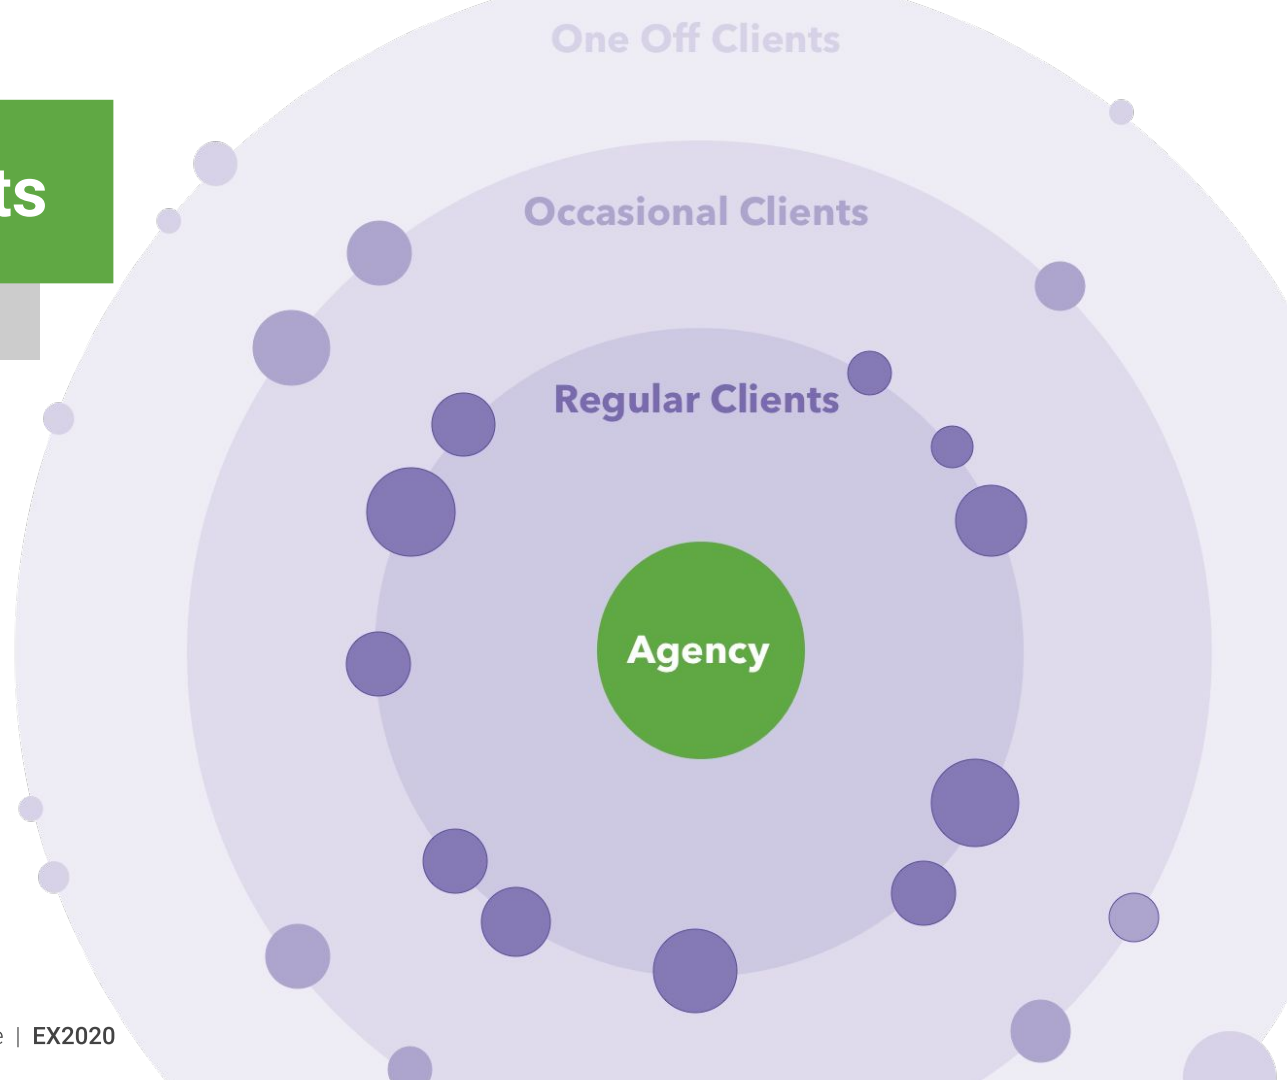 One Off Clients
ts
Occasional Clients
Regular Clients
Agency
e | EX2020